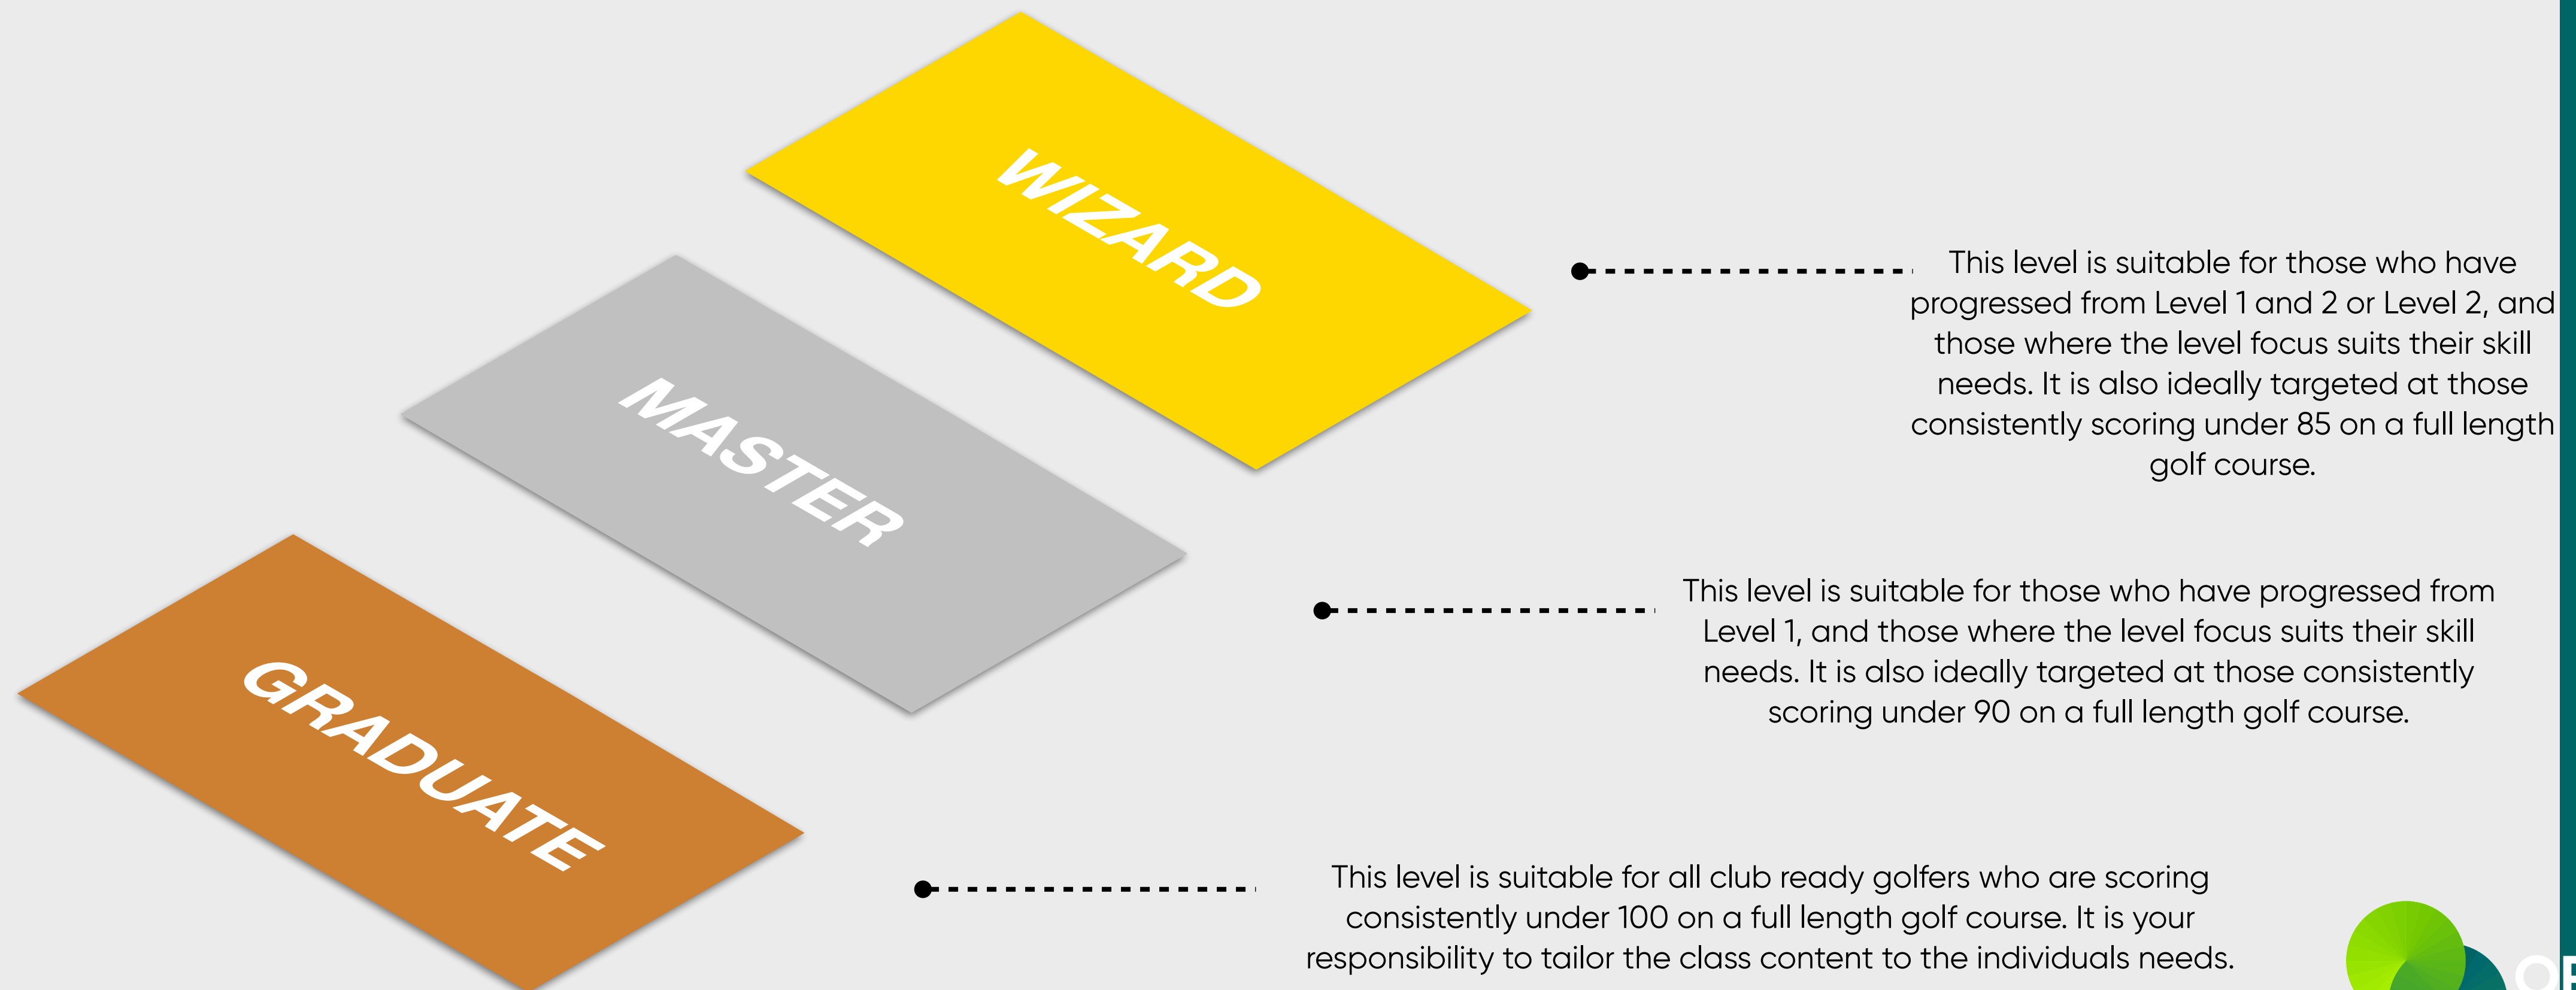 WIZARD
This level is suitable for those who have
progressed from Level 1 and 2 or Level 2, and
those where the level focus suits their skill
needs. It is also ideally targeted at those
consistently scoring under 85 on a full length
golf course.
MASTER
This level is suitable for those who have progressed from
Level 1, and those where the level focus suits their skill
needs. It is also ideally targeted at those consistently
scoring under 90 on a full length golf course.
GRADUATE
This level is suitable for all club ready golfers who are scoring
consistently under 100 on a full length golf course. It is your
responsibility to tailor the class content to the individuals needs.